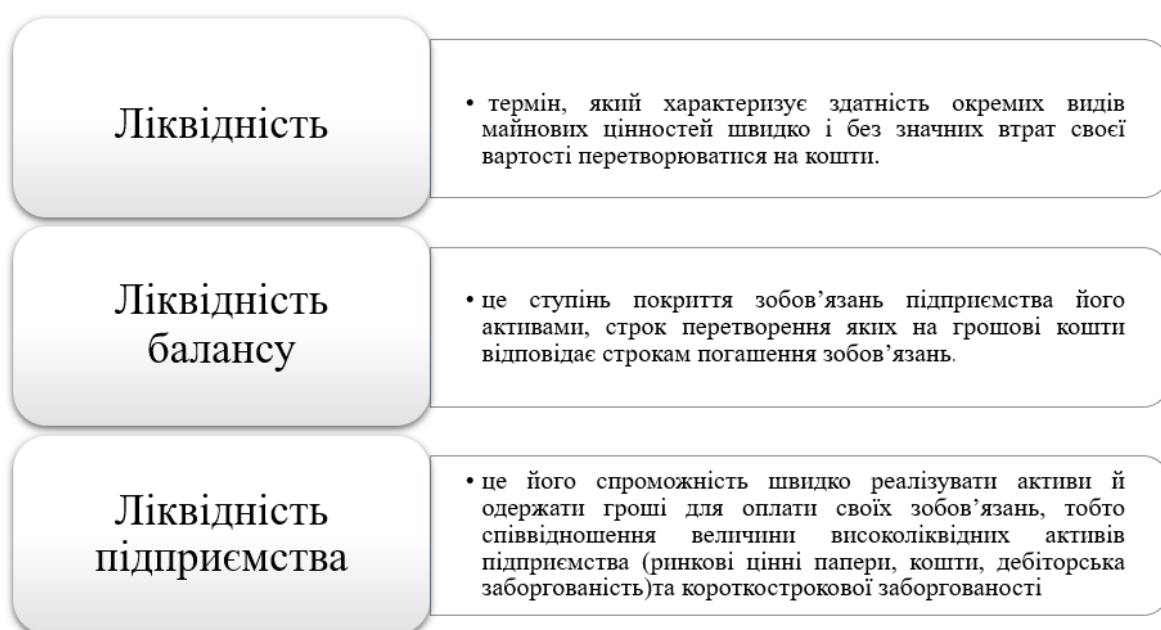 Ліквідність
• термін, який характеризує здатність окремих видів
майнових цінностей швидко і без значних втрат своєї
вартості перетворюватися на кошти.
Ліквідність
балансу
• це ступінь покриття зобов’язань підприємства його
активами, строк перетворення яких на грошові кошти
відповідає строкам погашення зобов’язань.
Ліквідність
підприємства
• це його спроможність швидко реалізувати активи й
одержати гроші для оплати своїх зобов’язань, тобто
співвідношення величини високоліквідних активів
підприємства (ринкові цінні папери, кошти, дебіторська
заборгованість)та короткострокової заборгованості